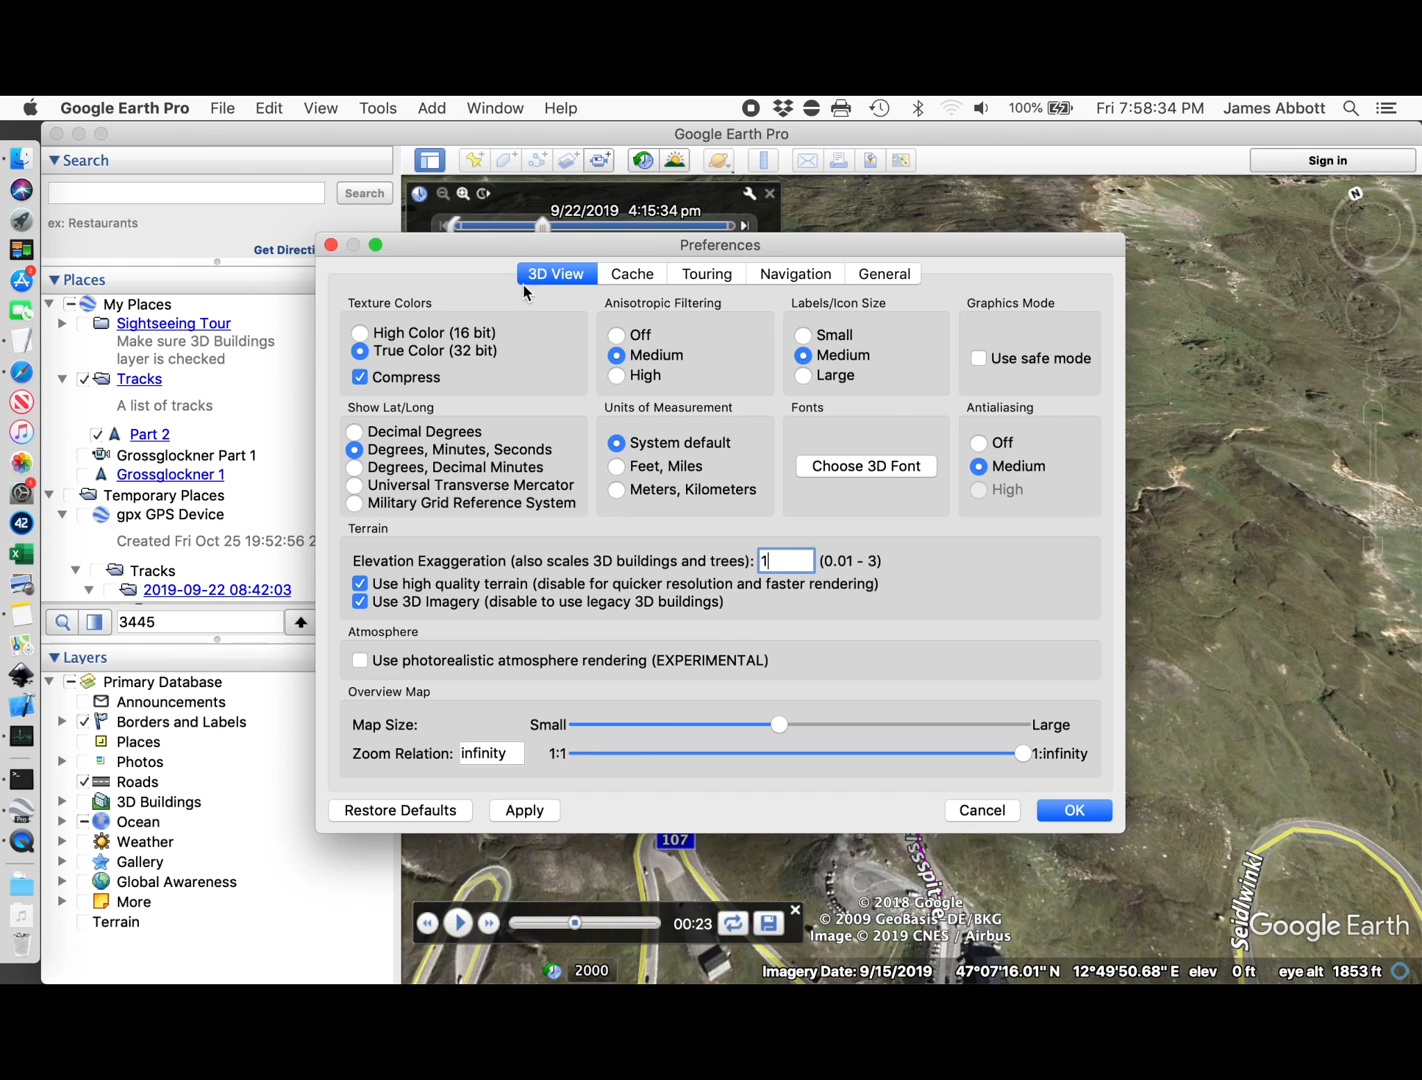 Google Earth Pro File Edit View Tools Add Window Help 100% Fri 7:58:34 PM James Abbott
Google Earth Pro
Search
Search
ex: Restaurants
Get Directi
Places
My Places
Sightseeing Tour
Make sure 3D Buildings
layer is checked
Tracks
A list of tracks
Part 2
Grossglockner Part 1
Grossglockner 1
Temporary Places
gpx GPS Device
Created Fri Oct 25 19:52:56 2
Tracks
2019-09-22 08:42:03
3445
Layers
Primary Database
Announcements
Borders and Labels
Places
Photos
Roads
3D Buildings
Ocean
Weather
Gallery
Global Awareness
More
Terrain
Sign in
9/22/2019 4:15:34 pm
N
Preferences
3D View Cache Touring Navigation General
Texture Colors
High Color (16 bit)
True Color (32 bit)
Compress
Anisotropic Filtering
Off
Medium
High
Labels/Icon Size
Small
Medium
Large
Graphics Mode
Use safe mode
Show Lat/Long
Decimal Degrees
Degrees, Minutes, Seconds
Degrees, Decimal Minutes
Universal Transverse Mercator
Military Grid Reference System
Units of Measurement
System default
Feet, Miles
Meters, Kilometers
Fonts
Choose 3D Font
Antialiasing
Off
Medium
High
Terrain
Elevation Exaggeration (also scales 3D buildings and trees): 1 (0.01 - 3)
Use high quality terrain (disable for quicker resolution and faster rendering)
Use 3D Imagery (disable to use legacy 3D buildings)
Atmosphere
Use photorealistic atmosphere rendering (EXPERIMENTAL)
Overview Map
Map Size: Small Large
Zoom Relation: infinity 1:1 1:infinity
Restore Defaults Apply Cancel OK
107
Seidlwinkl
00:23
© 2018 Google
© 2009 GeoBasis-DE/BKG
Image © 2019 CNES / Airbus
Google Earth
2000 Imagery Date: 9/15/2019 47°07'16.01" N 12°49'50.68" E elev 0 ft eye alt 1853 ft
42
Pro